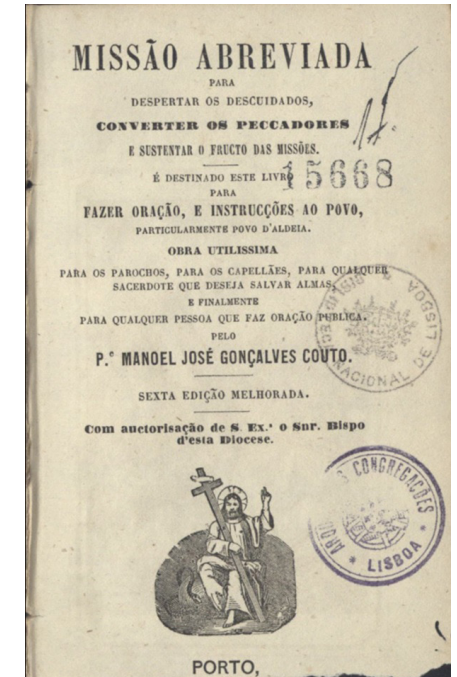 MISSÃO ABREVIADA
PARA
DESPERTAR OS DESCUIDADOS,
CONVERTER OS PECCADORES
E SUSTENTAR O FRUCTO DAS MISSÕES.
É DESTINADO ESTE LIVRO
15668
PARA
FAZER ORAÇÃO, E INSTRUCÇÕES AO POVO,
PARTICULARMENTE POVO D'ALDEIA.
OBRA UTILISSIMA
PARA OS PAROCHOS, PARA OS CAPELLÃES, PARA QUALQUER
SACERDOTE QUE DESEJA SALVAR ALMAS,
E FINALMENTE
PARA QUALQUER PESSOA QUE FAZ ORAÇÃO PUBLICA.
PELO
P.e MANOEL JOSÉ GONÇALVES COUTO.
SEXTA EDIÇÃO MELHORADA.
Com auctorisação de S. Ex.a o Snr. Bispo
d'esta Diocese.
NACIONAL DE LISBOA
CONGREGAÇÕES
* LISBOA *
PORTO,